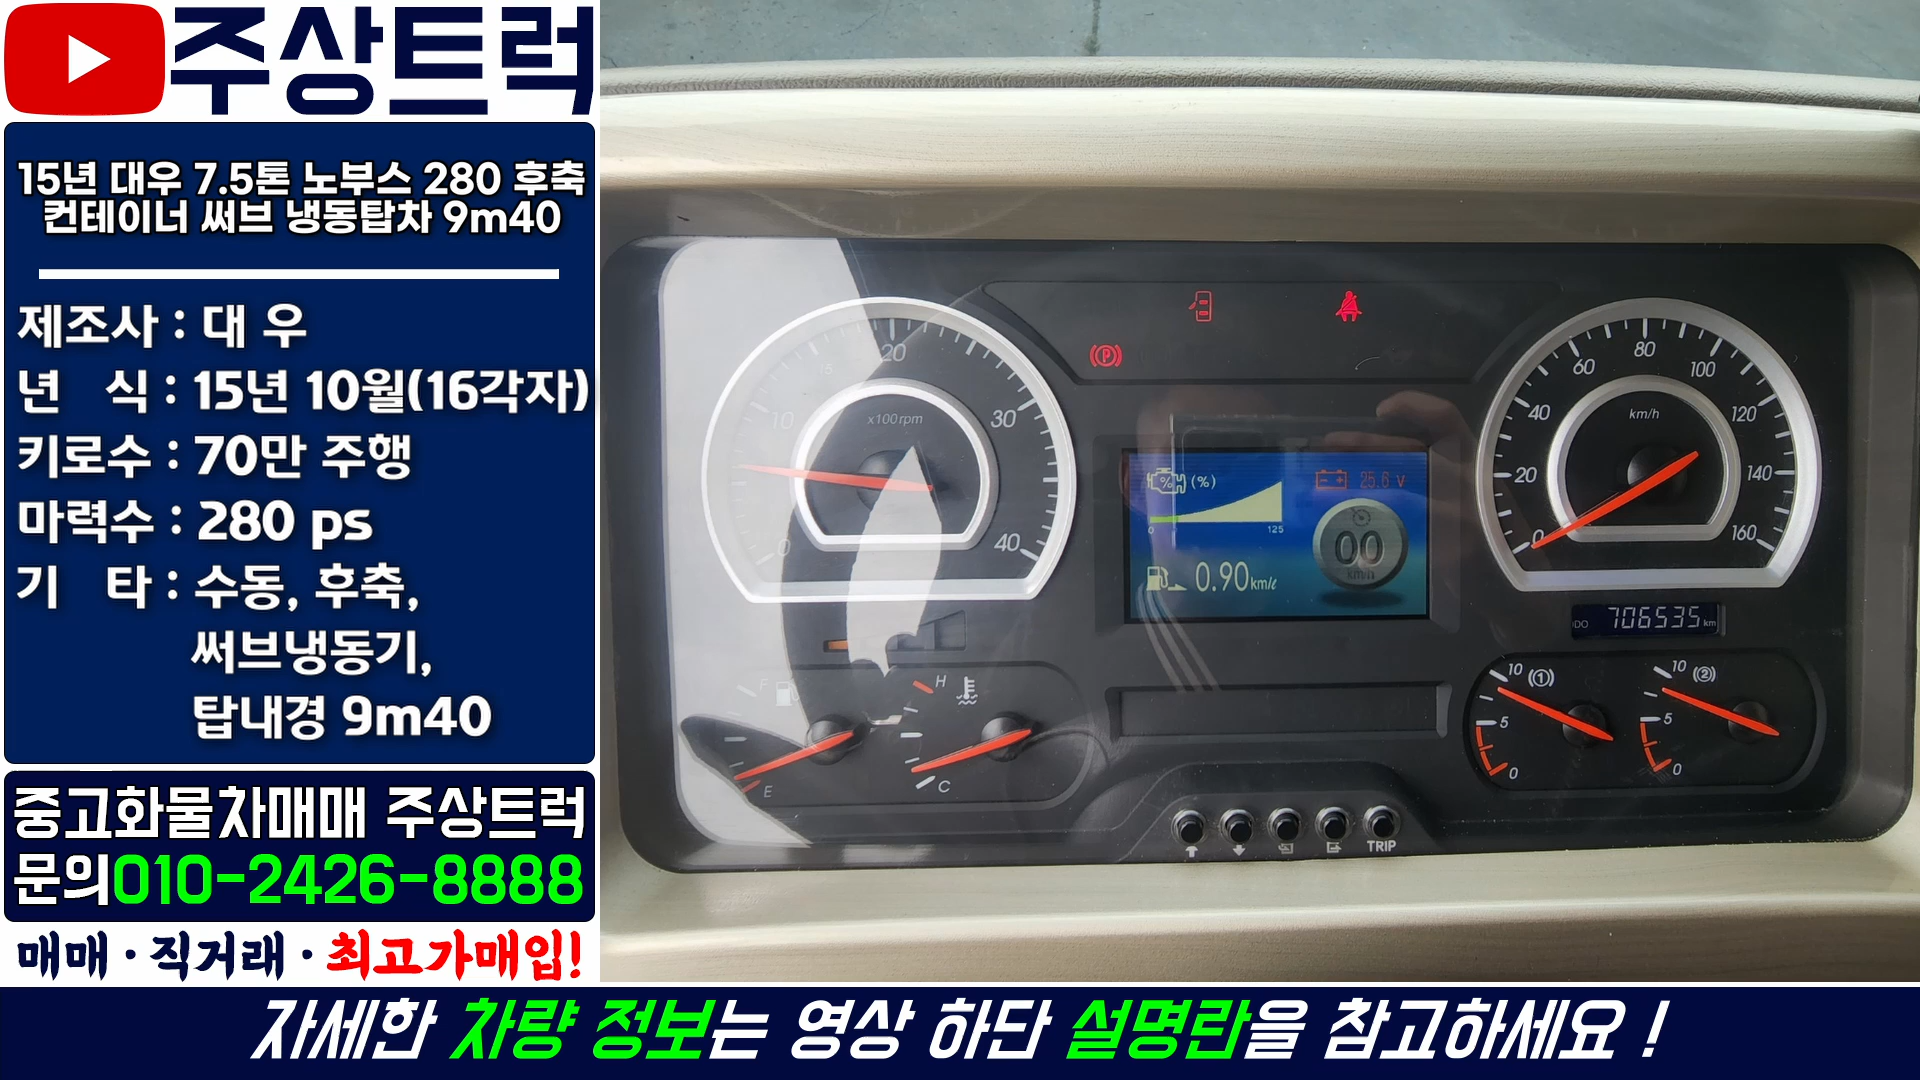 주상트럭
15년 대우 7.5톤 노부스 280 후축
컨테이너 써브 냉동탑차 9m40
제조사 : 대 우
년 식 : 15년 10월(16각자)
키로수 : 70만 주행
마력수 : 280 ps
기 타 : 수동, 후축,
써브냉동기,
탑내경 9m40
중고화물차매매 주상트럭
문의010-2426-8888
매매 · 직거래 · 최고가매입!
0
10
20
30
40
x100rpm
F
E
H
C
(%)
0
125
25.6 V
00
km/h
0.90km/ℓ
TRIP
0
20
40
60
80
100
120
140
160
km/h
706535km
10
(1)
5
0
10
(2)
5
0
자세한 차량 정보는 영상 하단 설명란을 참고하세요 !